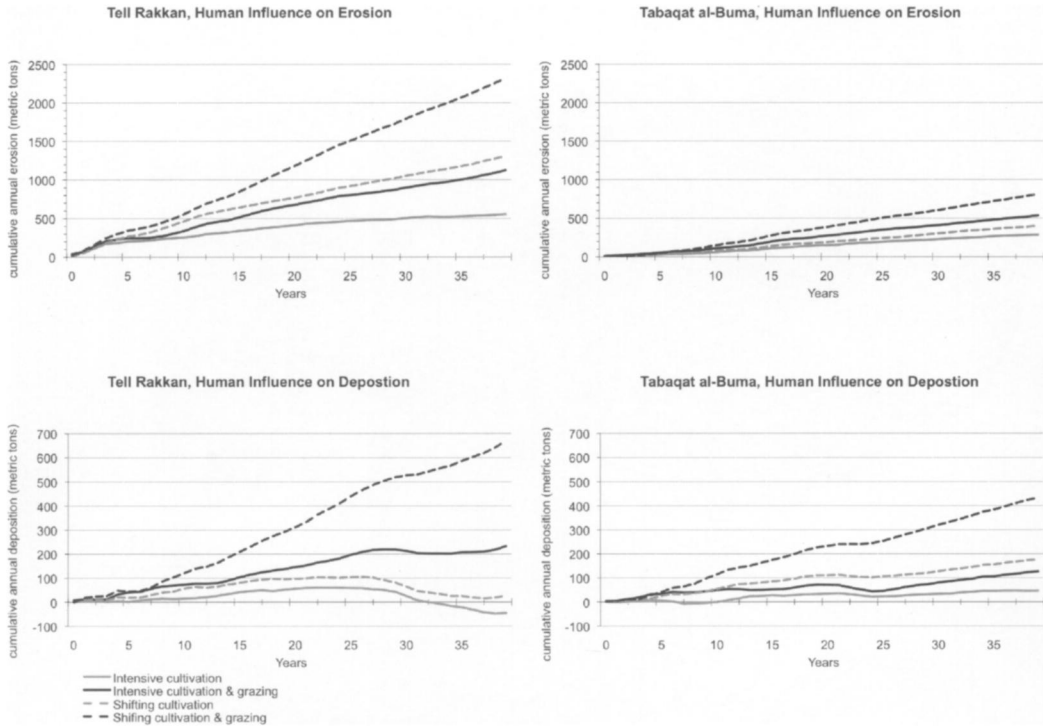 Tell Rakkan, Human Influence on Erosion
cumulative annual erosion (metric tons)
2500
2000
1500
1000
500
0
0 5 10 15 20 25 30 35
Years
Tabaqat al-Buma, Human Influence on Erosion
cumulative annual erosion (metric tons)
2500
2000
1500
1000
500
0
0 5 10 15 20 25 30 35
Years
Tell Rakkan, Human Influence on Depostion
cumulative annual deposition (metric tons)
700
600
500
400
300
200
100
0
-100
0 5 10 15 20 25 30 35
Years
Tabaqat al-Buma, Human Influence on Depostion
cumulative annual deposition (metric tons)
700
600
500
400
300
200
100
0
-100
0 5 10 15 20 25 30 35
Years
Intensive cultivation
Intensive cultivation & grazing
Shifting cultivation
Shifing cultivation & grazing